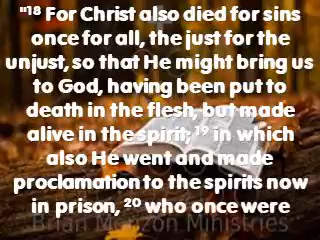 "¹⁸ For Christ also died for sins
once for all, the just for the
unjust, so that He might bring us
to God, having been put to
death in the flesh, but made
alive in the spirit; ¹⁹ in which
also He went and made
proclamation to the spirits now
in prison, ²⁰ who once were
Brian Monzon Ministries